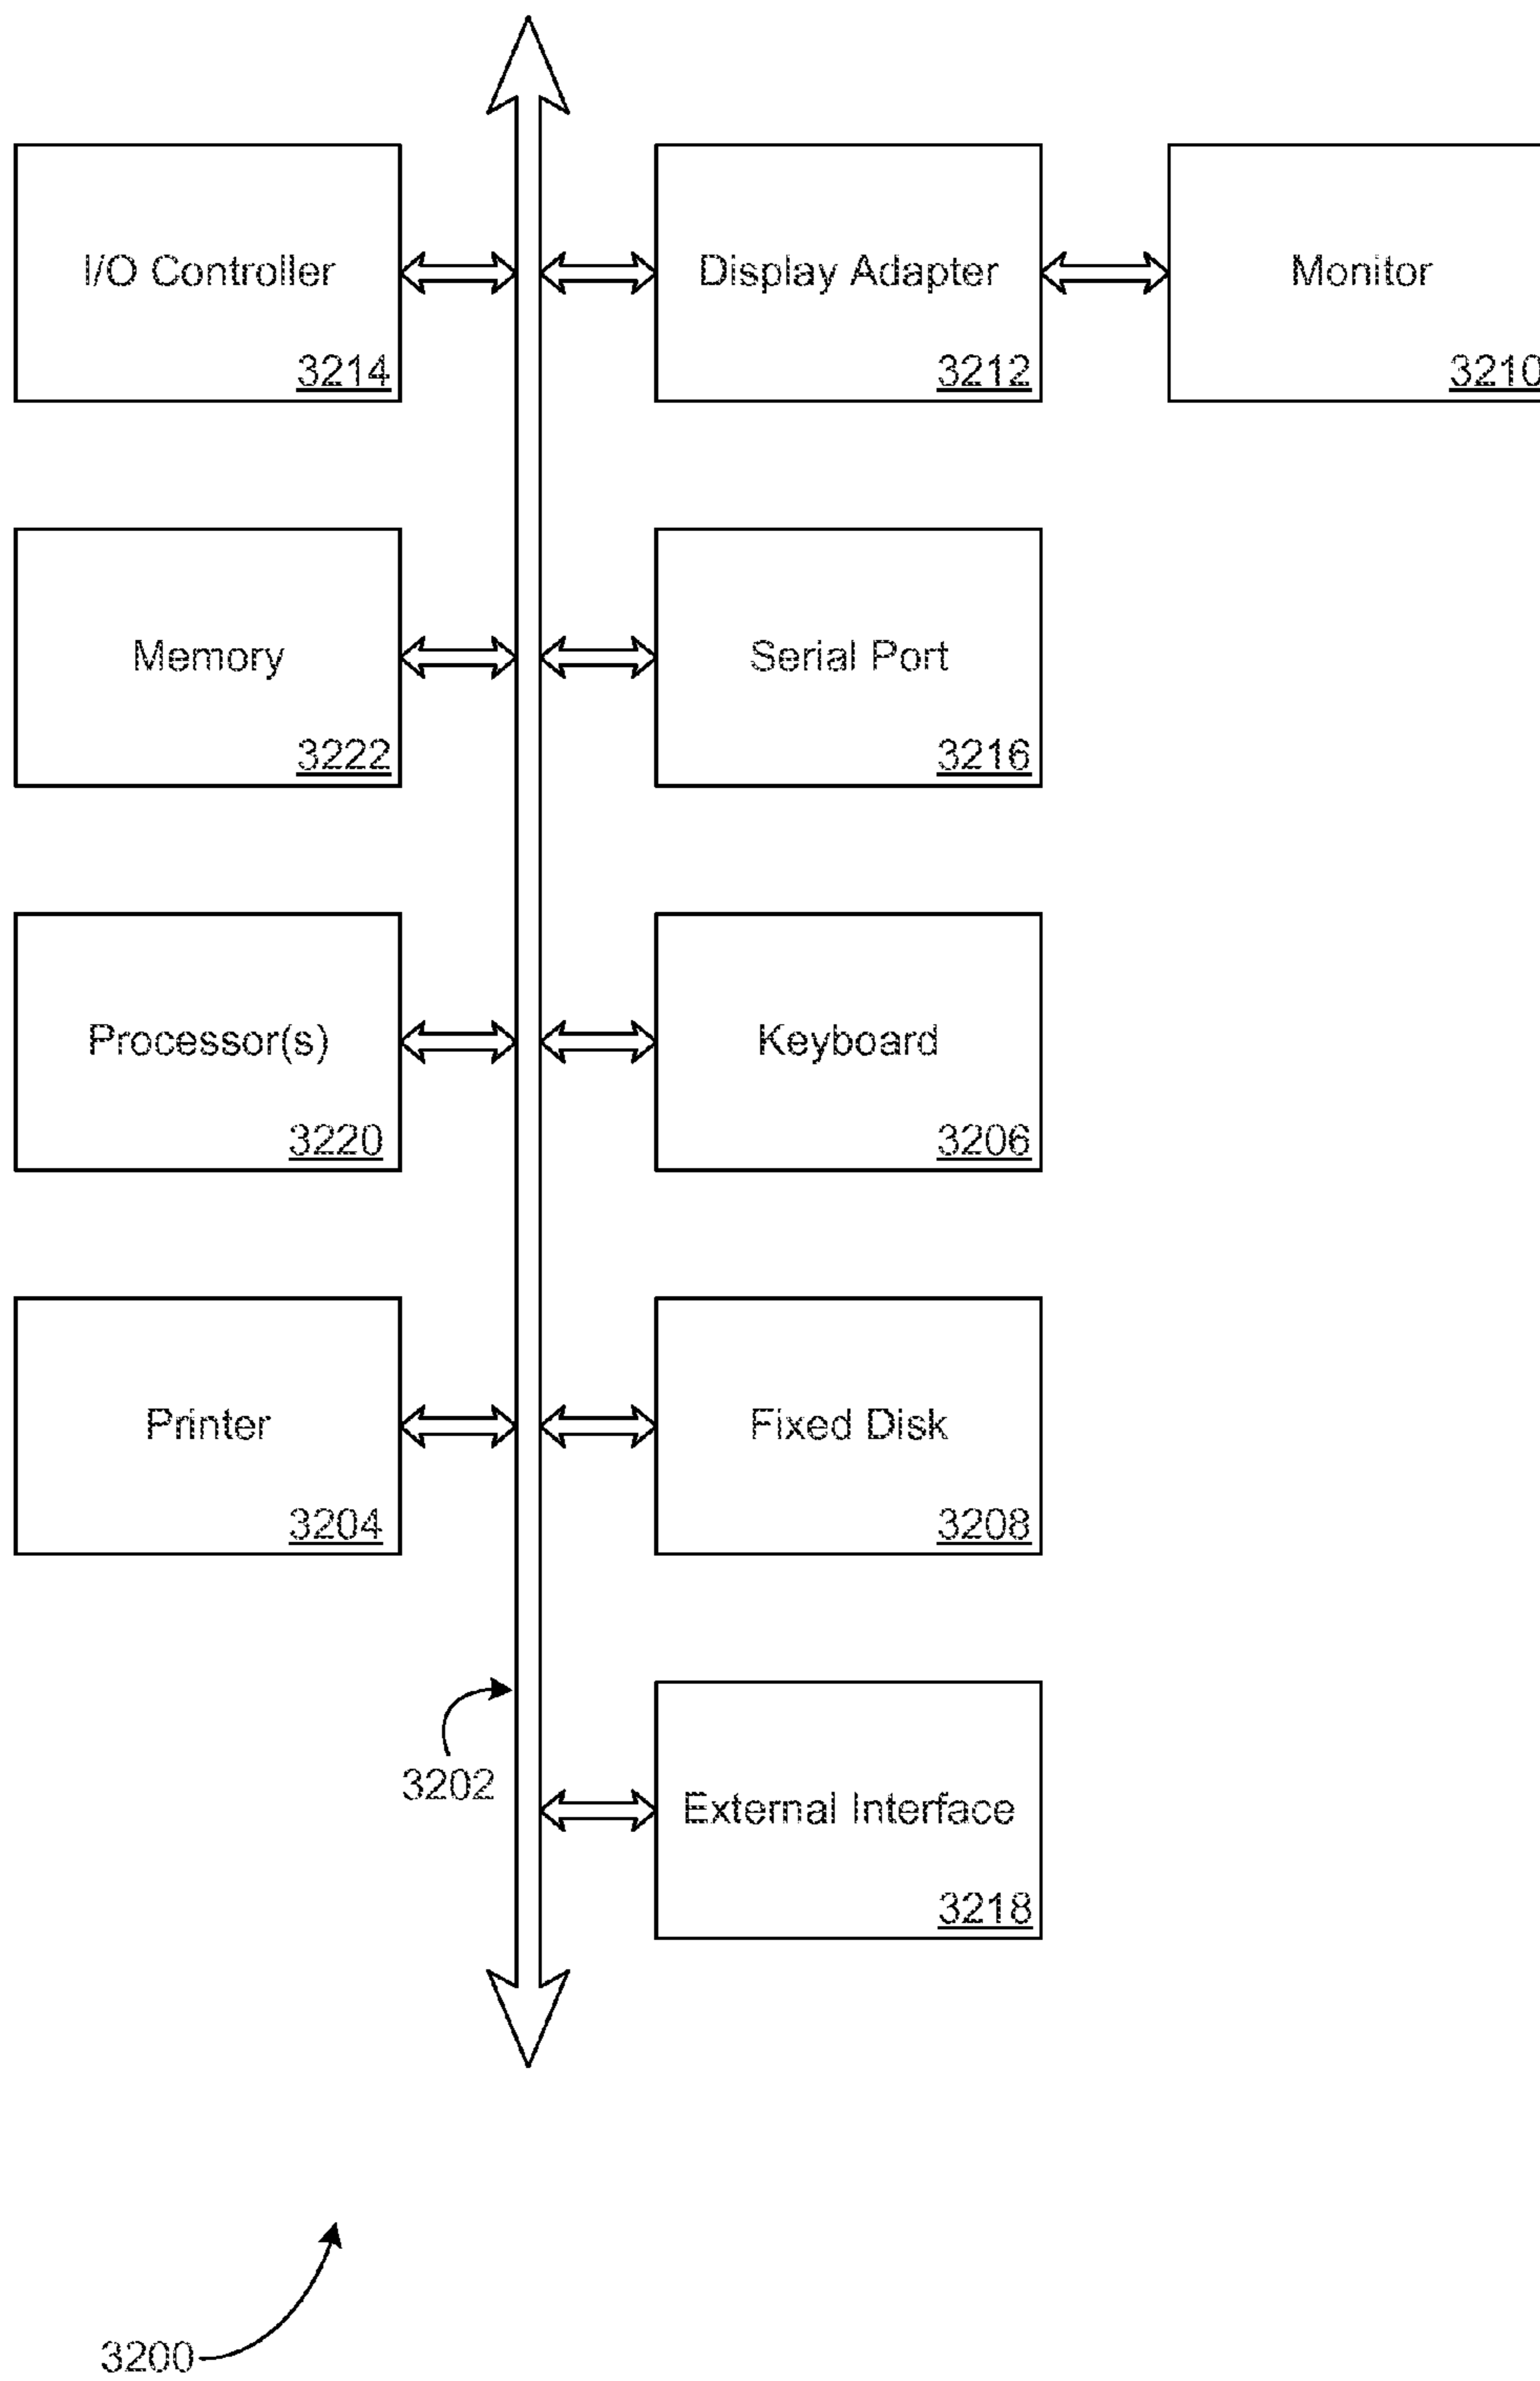 I/O Controller
3214
Display Adapter
3212
Monitor
3210
Memory
3222
Serial Port
3216
Processor(s)
3220
Keyboard
3206
Printer
3204
Fixed Disk
3208
3202
External Interface
3218
3200